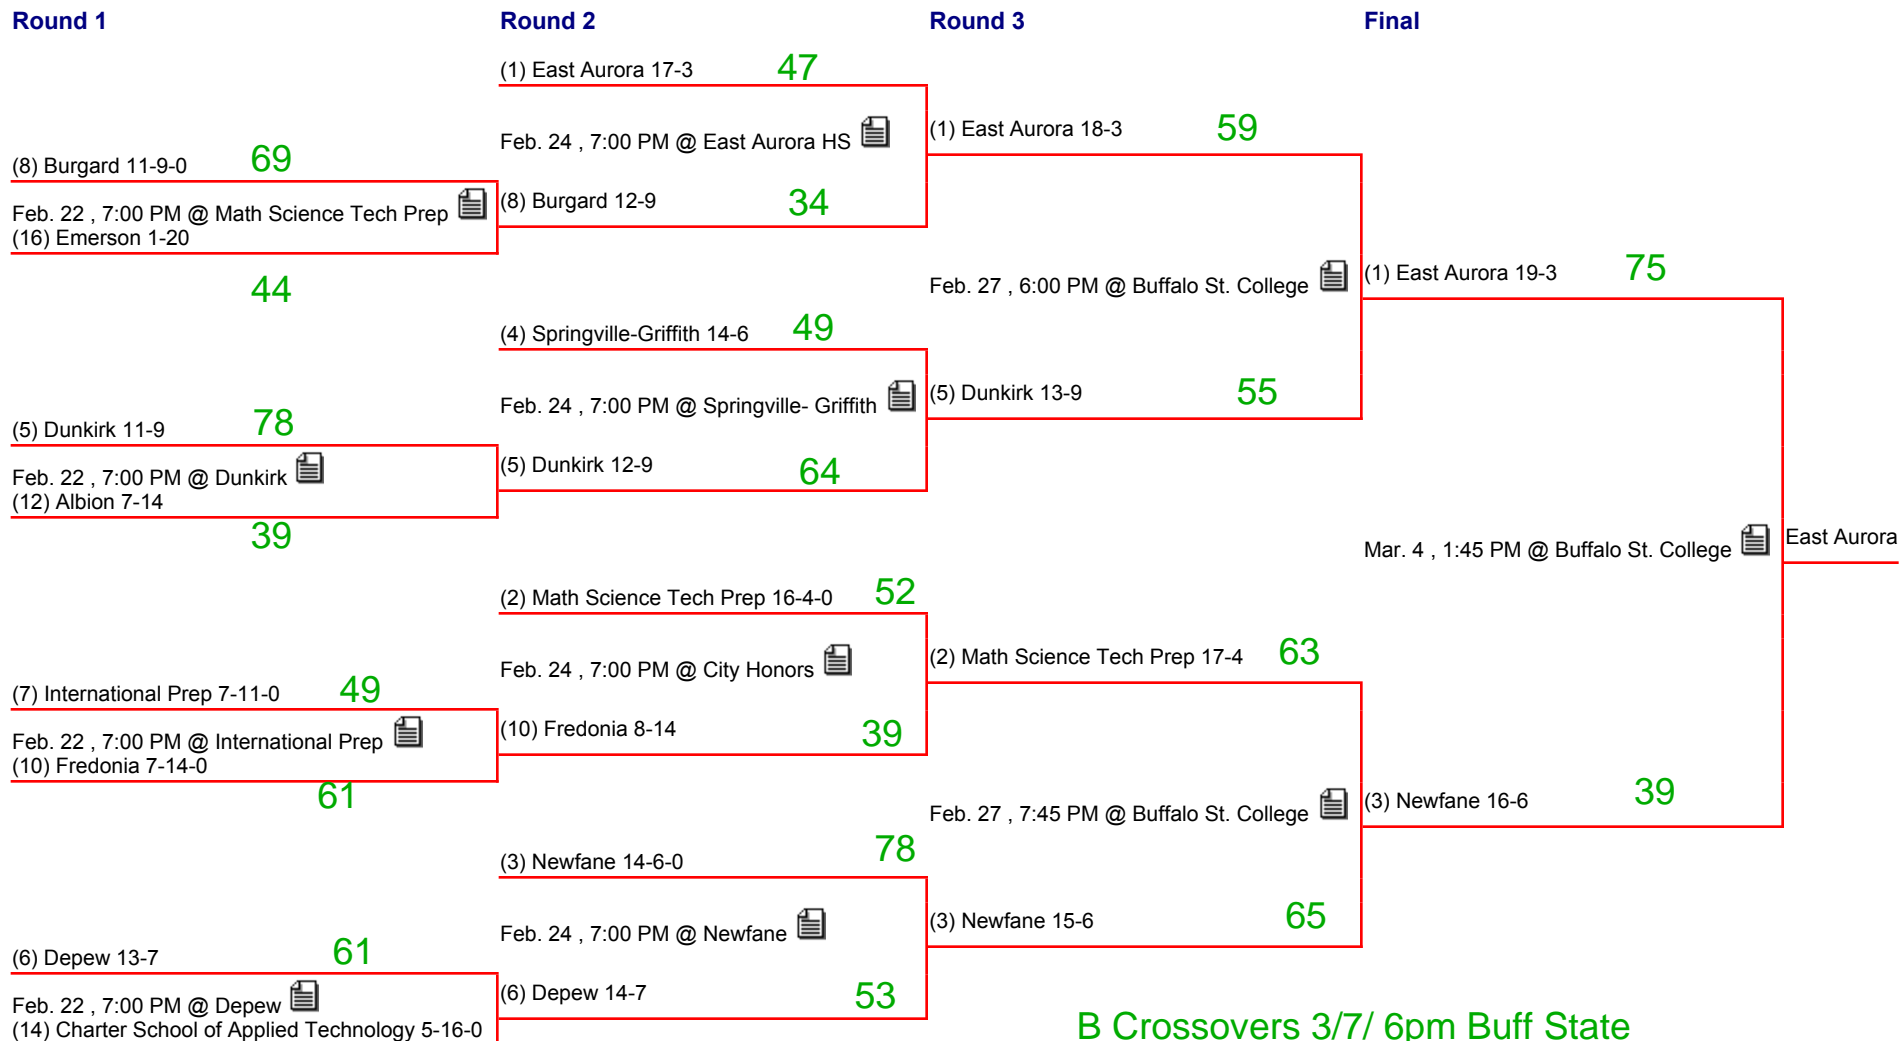 Round 1
Round 2
Round 3
Final
(8) Burgard 11-9-0
69
Feb. 22 , 7:00 PM @ Math Science Tech Prep
(16) Emerson 1-20
44
(5) Dunkirk 11-9
78
Feb. 22 , 7:00 PM @ Dunkirk
(12) Albion 7-14
39
(7) International Prep 7-11-0
49
Feb. 22 , 7:00 PM @ International Prep
(10) Fredonia 7-14-0
61
(6) Depew 13-7
61
Feb. 22 , 7:00 PM @ Depew
(14) Charter School of Applied Technology 5-16-0
(1) East Aurora 17-3
47
Feb. 24 , 7:00 PM @ East Aurora HS
(8) Burgard 12-9
34
(4) Springville-Griffith 14-6
49
Feb. 24 , 7:00 PM @ Springville- Griffith
(5) Dunkirk 12-9
64
(2) Math Science Tech Prep 16-4-0
52
Feb. 24 , 7:00 PM @ City Honors
(10) Fredonia 8-14
39
(3) Newfane 14-6-0
78
Feb. 24 , 7:00 PM @ Newfane
(6) Depew 14-7
53
(1) East Aurora 18-3
59
Feb. 27 , 6:00 PM @ Buffalo St. College
(5) Dunkirk 13-9
55
(2) Math Science Tech Prep 17-4
63
Feb. 27 , 7:45 PM @ Buffalo St. College
(3) Newfane 15-6
65
(1) East Aurora 19-3
75
Mar. 4 , 1:45 PM @ Buffalo St. College
(3) Newfane 16-6
39
East Aurora
B Crossovers 3/7/ 6pm Buff State